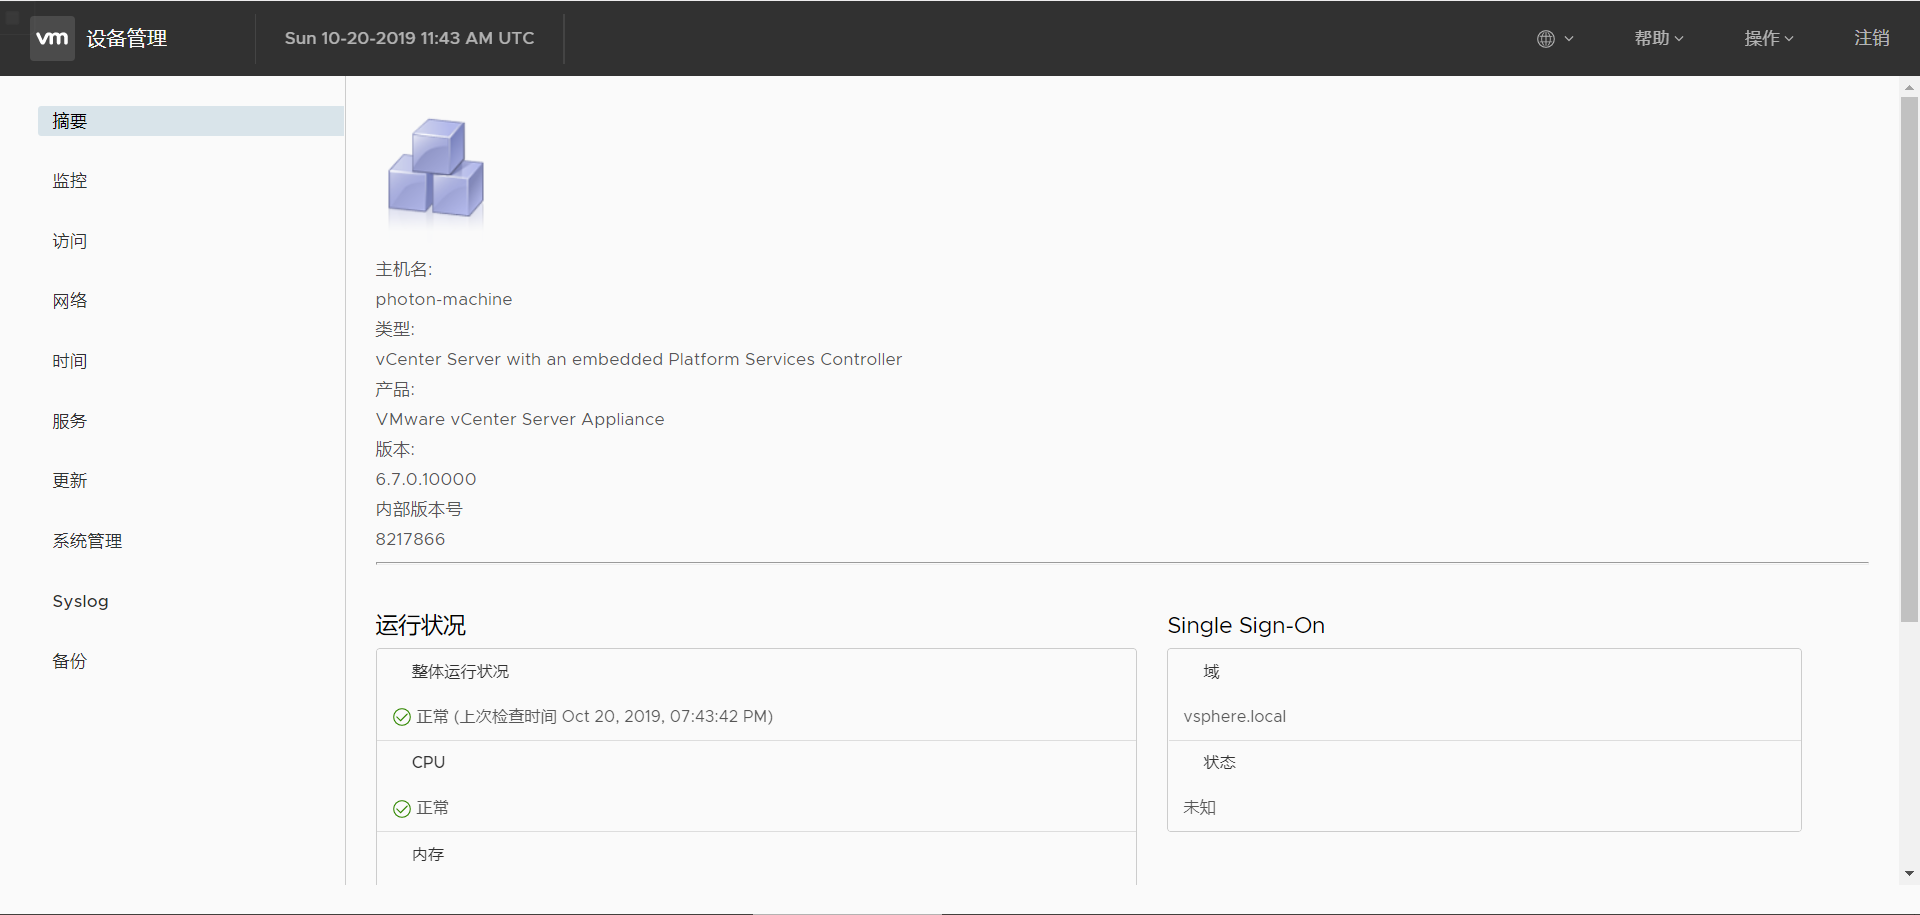 vm 设备管理 Sun 10-20-2019 11:43 AM UTC 帮助 操作 注销
摘要
监控
访问
网络
时间
服务
更新
系统管理
Syslog
备份
主机名:
photon-machine
类型:
vCenter Server with an embedded Platform Services Controller
产品:
VMware vCenter Server Appliance
版本:
6.7.0.10000
内部版本号
8217866
运行状况
整体运行状况
正常 (上次检查时间 Oct 20, 2019, 07:43:42 PM)
CPU
正常
内存
Single Sign-On
域
vsphere.local
状态
未知